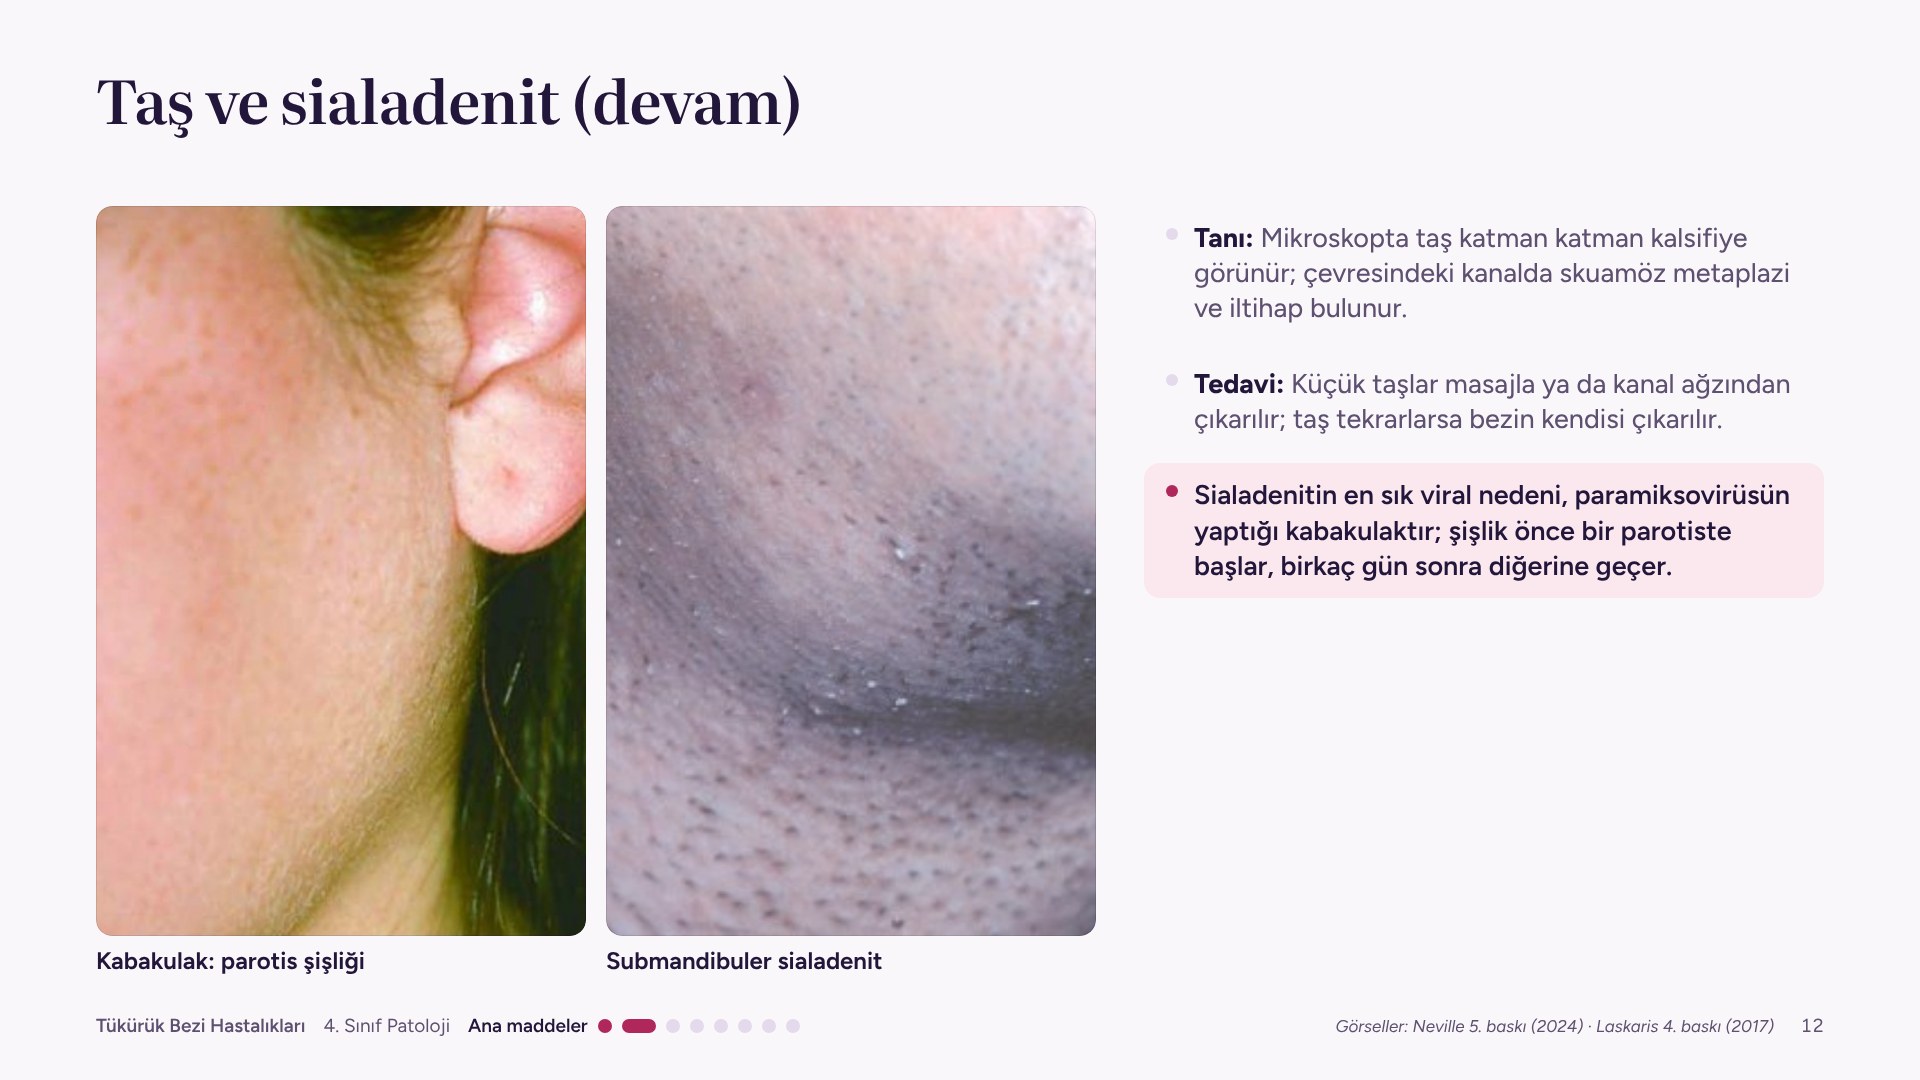 Taş ve sialadenit (devam)
Tanı: Mikroskopta taş katman katman kalsifiye
görünür; çevresindeki kanalda skuamöz metaplazi
ve iltihap bulunur.
Tedavi: Küçük taşlar masajla ya da kanal ağzından
çıkarılır; taş tekrarlarsa bezin kendisi çıkarılır.
Sialadenitin en sık viral nedeni, paramiksovirüsün
yaptığı kabakulaktır; şişlik önce bir parotiste
başlar, birkaç gün sonra diğerine geçer.
Kabakulak: parotis şişliği
Submandibuler sialadenit
Tükürük Bezi Hastalıkları 4. Sınıf Patoloji Ana maddeler
Görseller: Neville 5. baskı (2024) · Laskaris 4. baskı (2017) 12